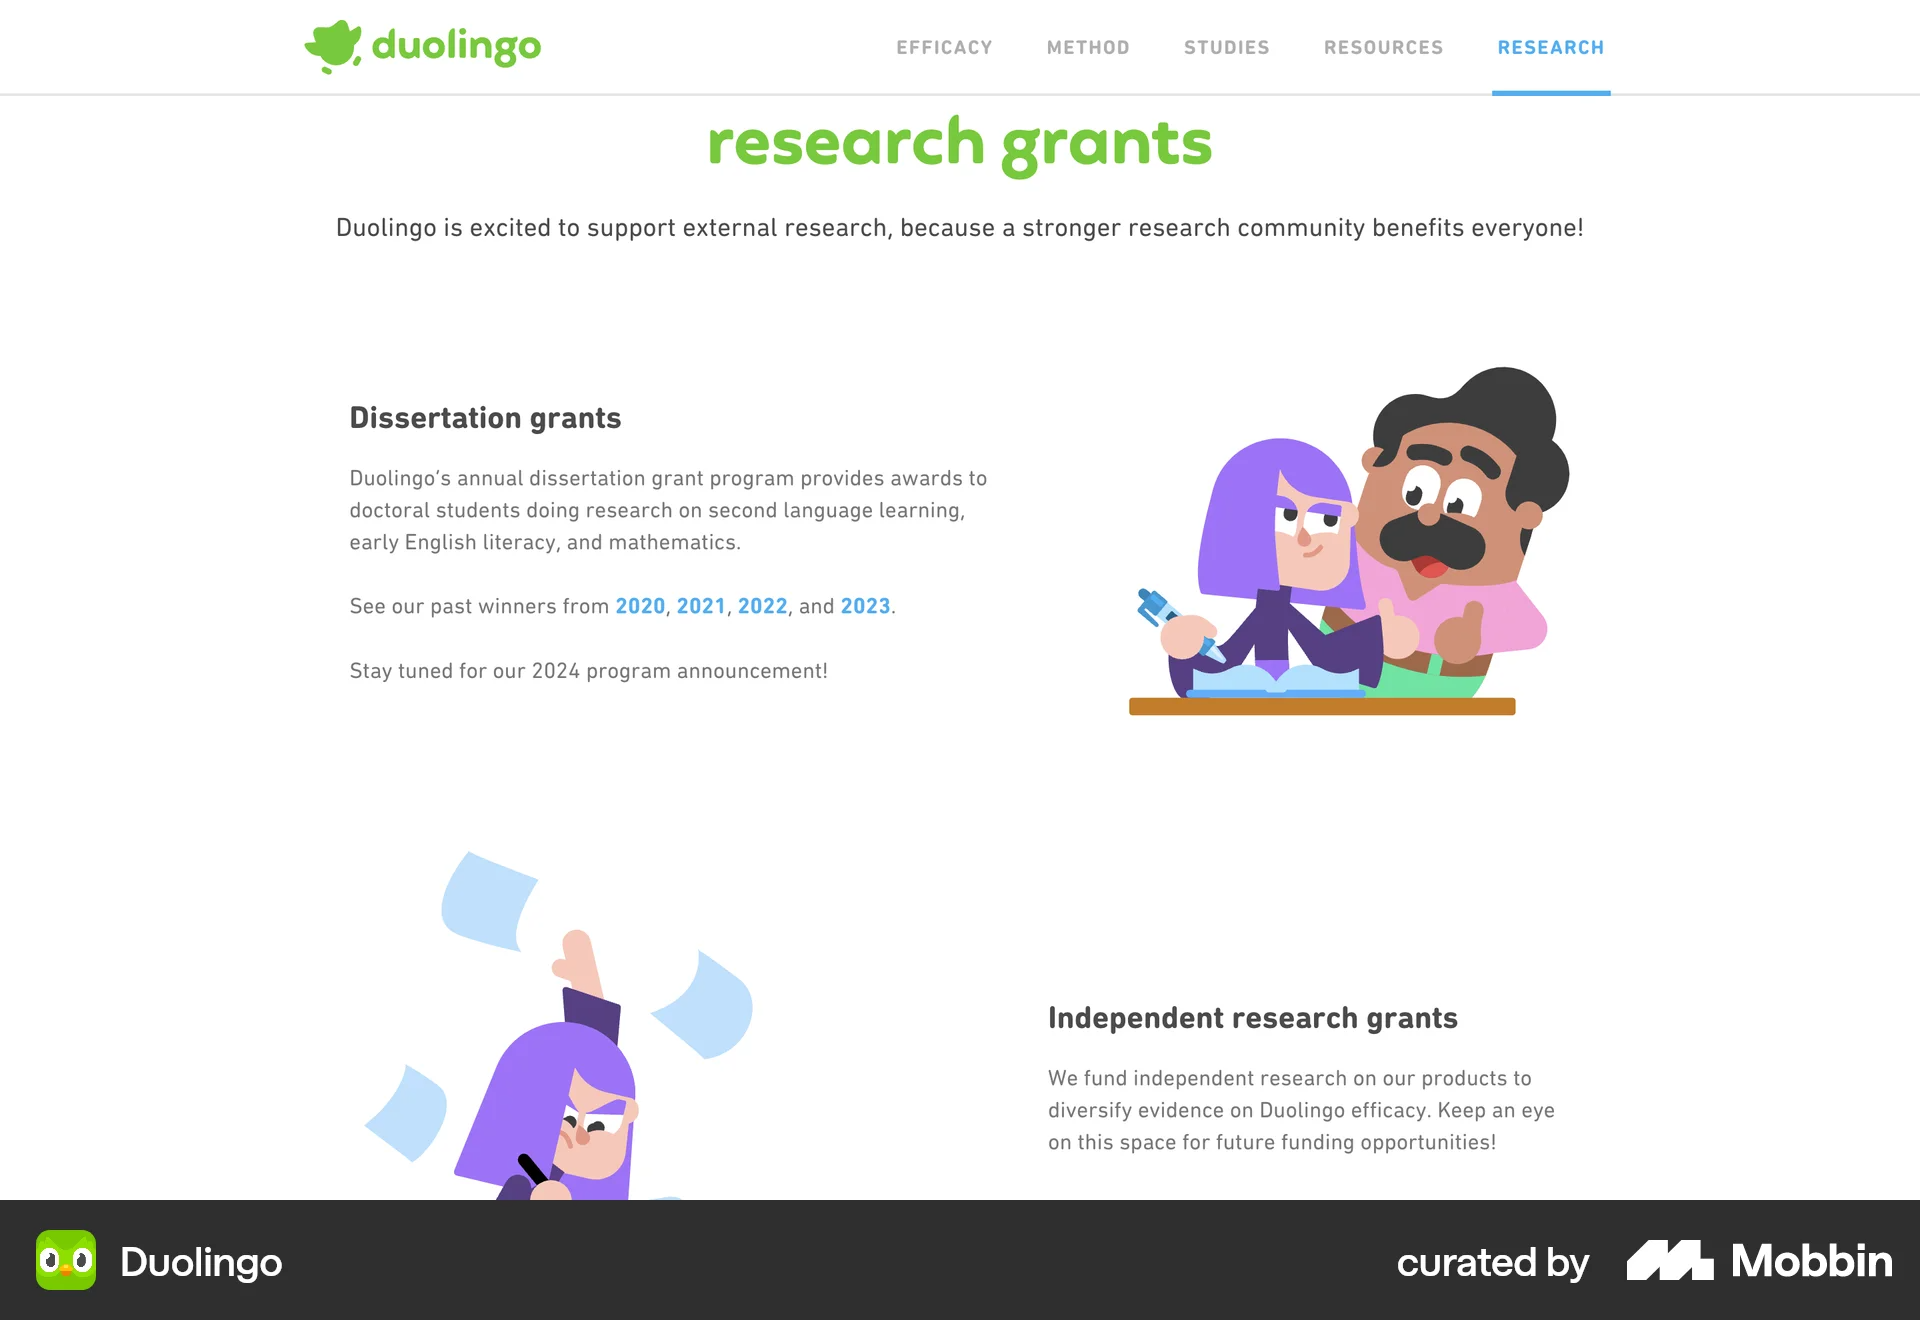 duolingo
EFFICACY METHOD STUDIES RESOURCES RESEARCH
research grants
Duolingo is excited to support external research, because a stronger research community benefits everyone!
Dissertation grants
Duolingo’s annual dissertation grant program provides awards to
doctoral students doing research on second language learning,
early English literacy, and mathematics.
See our past winners from 2020, 2021, 2022, and 2023.
Stay tuned for our 2024 program announcement!
Independent research grants
We fund independent research on our products to
diversify evidence on Duolingo efficacy. Keep an eye
on this space for future funding opportunities!
Duolingo
curated by Mobbin